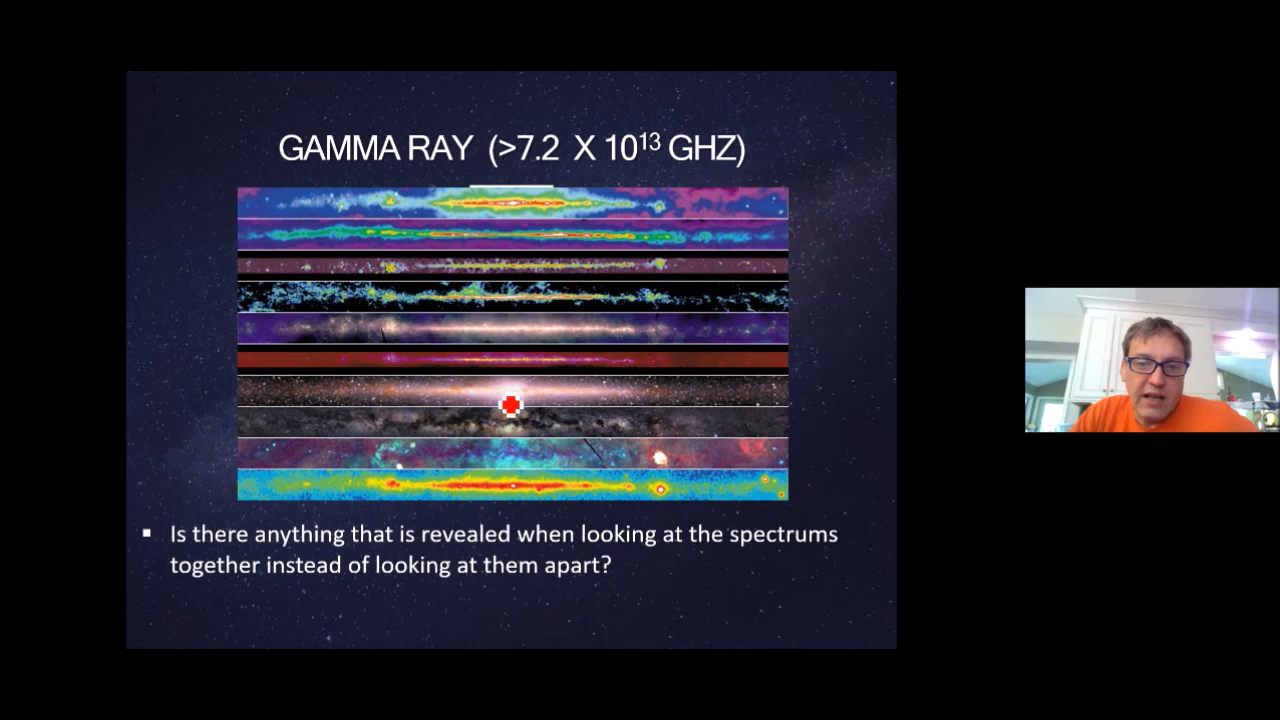 GAMMA RAY (>7.2 X 10¹³ GHZ)
▪ Is there anything that is revealed when looking at the spectrums
together instead of looking at them apart?